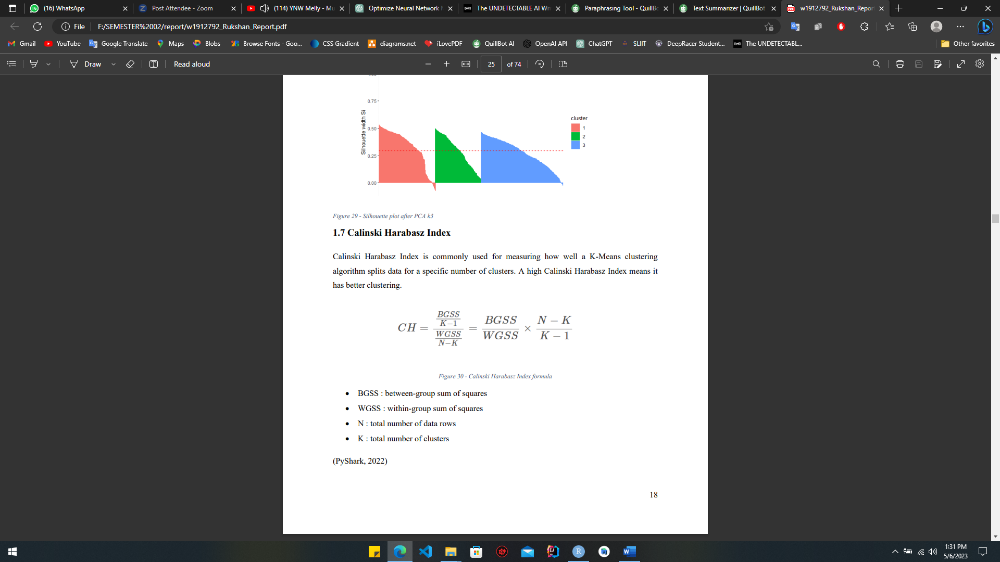 (16) WhatsApp
Post Attendee - Zoom
(114) YNW Melly - Mu
Optimize Neural Network
The UNDETECTABLE AI Wri
Paraphrasing Tool - QuillBo
Text Summarizer | QuillBot
w1912792_Rukshan_Repor
File
F:/SEMESTER%2002/report/w1912792_Rukshan_Report.pdf
Gmail
YouTube
Google Translate
Maps
Blobs
Browse Fonts - Goo...
CSS Gradient
diagrams.net
iLovePDF
QuillBot AI
OpenAI API
ChatGPT
SLIIT
DeepRacer Student...
The UNDETECTABL...
Other favorites
Draw
Read aloud
25
of 74
0.75
0.50
0.25
0.00
Silhouette width Si
cluster
1
2
3
Figure 29 - Silhouette plot after PCA k3
1.7 Calinski Harabasz Index
Calinski Harabasz Index is commonly used for measuring how well a K-Means clustering
algorithm splits data for a specific number of clusters. A high Calinski Harabasz Index means it
has better clustering.
CH = BGSS/K−1 / WGSS/N−K = BGSS/WGSS × N − K/K − 1
Figure 30 - Calinski Harabasz Index formula
• BGSS : between-group sum of squares
• WGSS : within-group sum of squares
• N : total number of data rows
• K : total number of clusters
(PyShark, 2022)
18
1:31 PM
5/6/2023